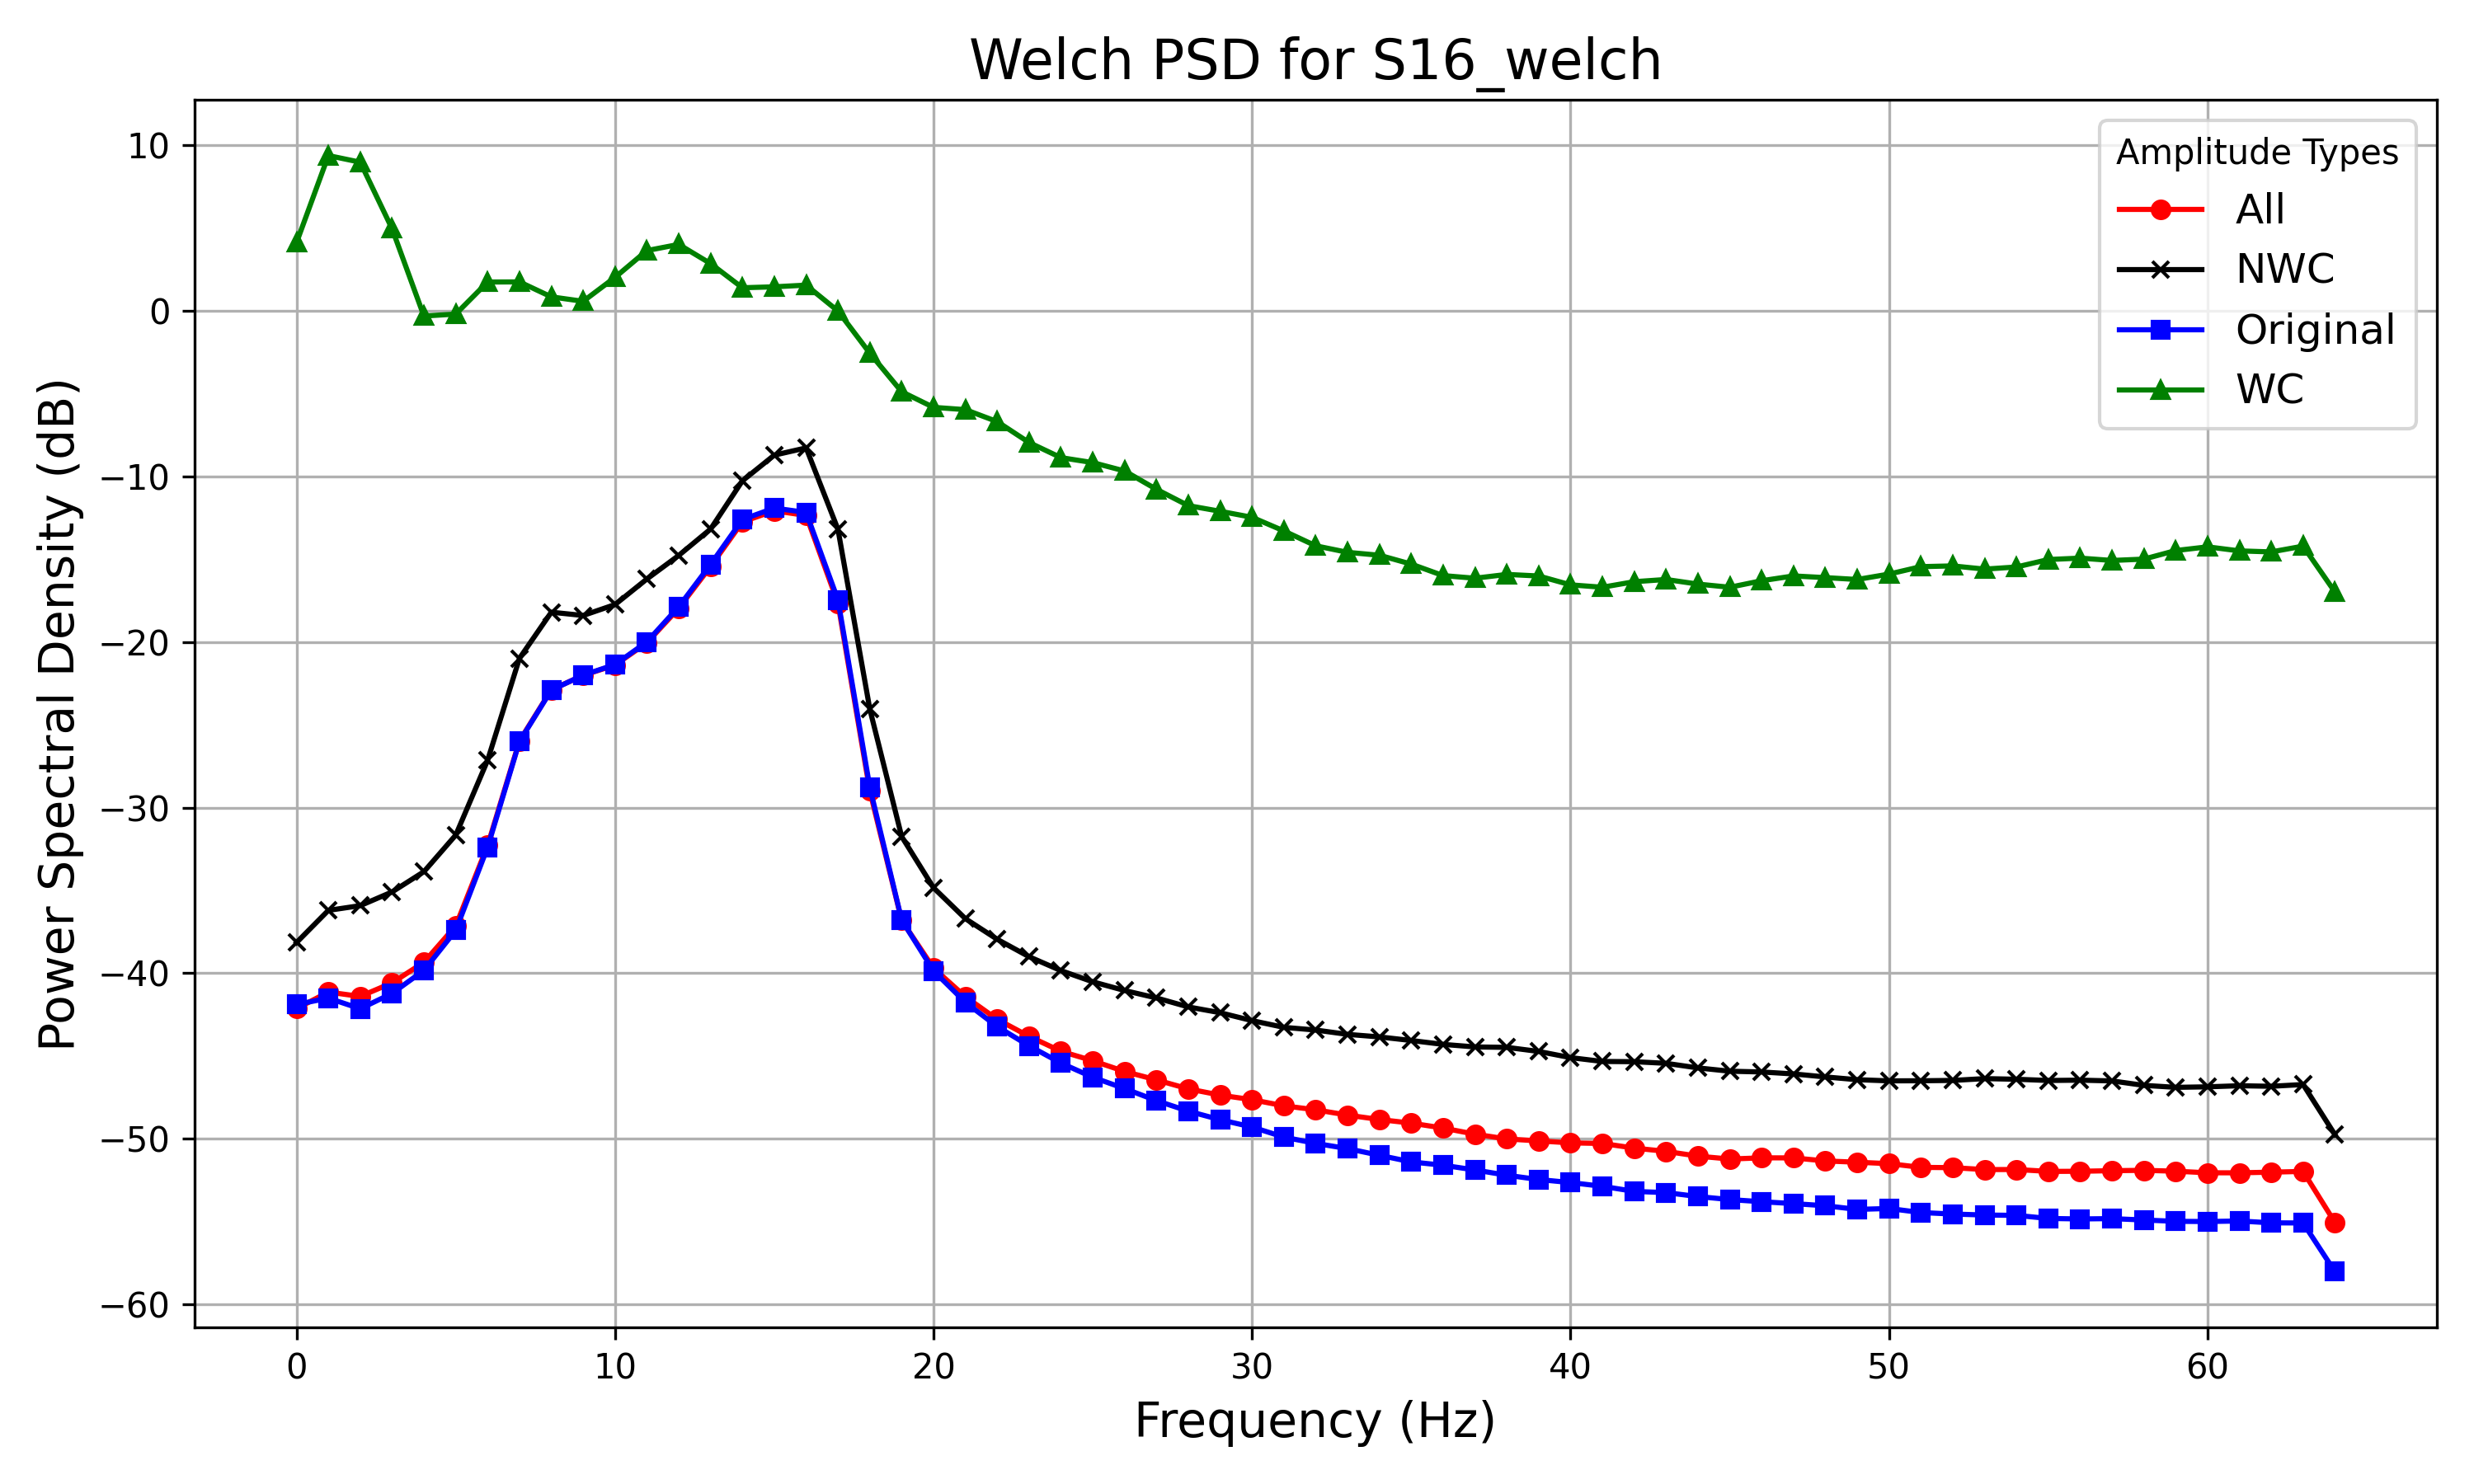 Welch PSD for S16_welch
Amplitude Types
All
NWC
Original
WC
Power Spectral Density (dB)
10
0
−10
−20
−30
−40
−50
−60
0 10 20 30 40 50 60
Frequency (Hz)